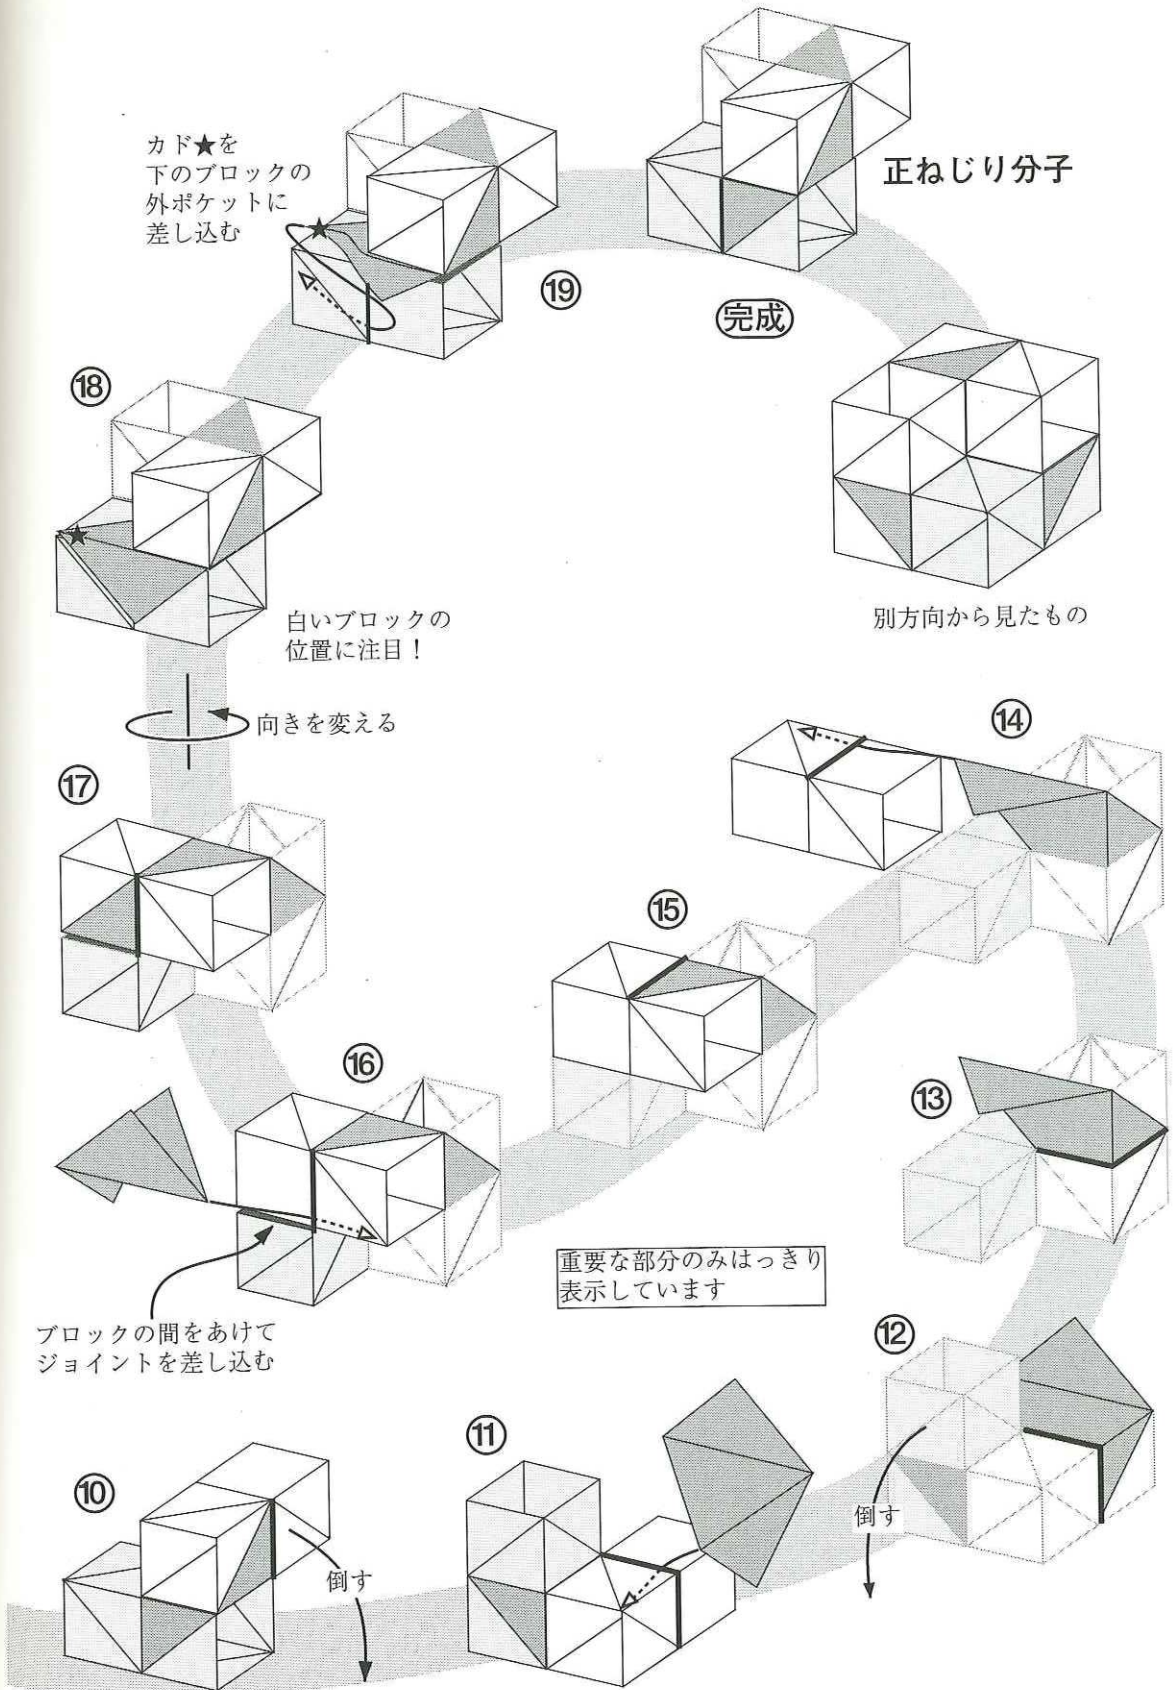 カド★を
下のブロックの
外ポケットに
差し込む
⑲
正ねじり分子
完成
別方向から見たもの
⑱
★
★
白いブロックの
位置に注目！
向きを変える
⑰
⑯
ブロックの間をあけて
ジョイントを差し込む
⑮
⑭
⑬
重要な部分のみはっきり
表示しています
⑫
倒す
⑪
⑩
倒す